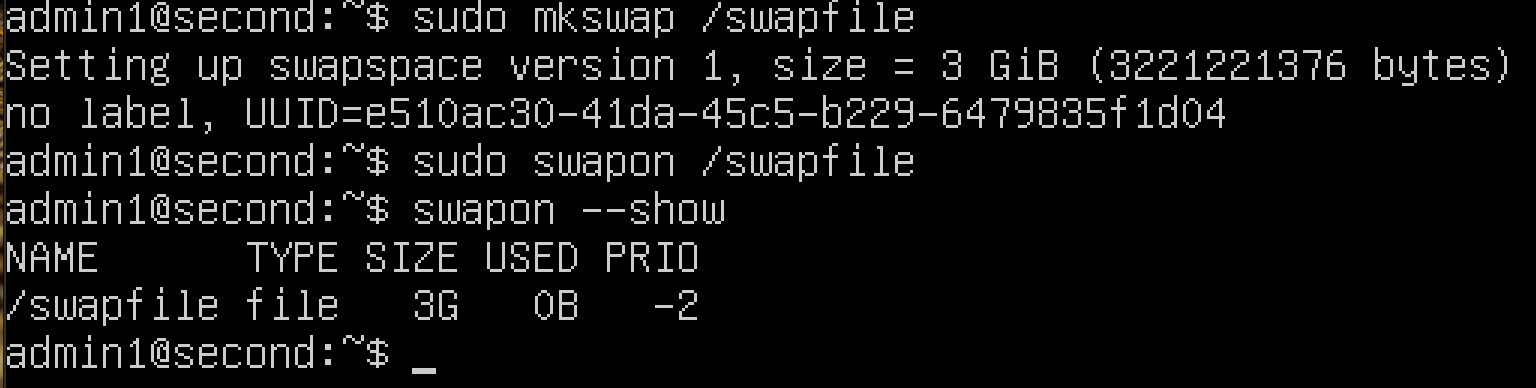 admin1@second:~$ sudo mkswap /swapfile
Setting up swapspace version 1, size = 3 GiB (3221221376 bytes)
no label, UUID=e510ac30-41da-45c5-b229-6479835f1d04
admin1@second:~$ sudo swapon /swapfile
admin1@second:~$ swapon --show
NAME      TYPE SIZE USED PRIO
/swapfile file   3G   0B   -2
admin1@second:~$ _